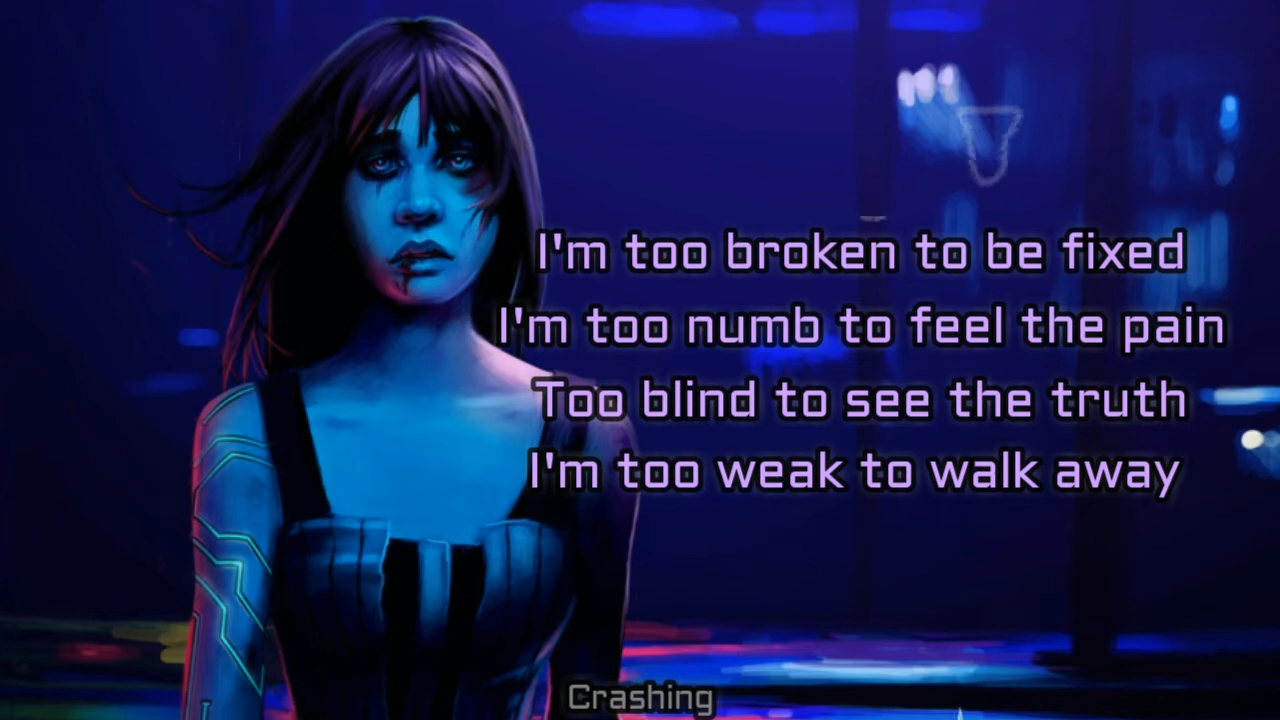 I'm too broken to be fixed
I'm too numb to feel the pain
Too blind to see the truth
I'm too weak to walk away
Crashing